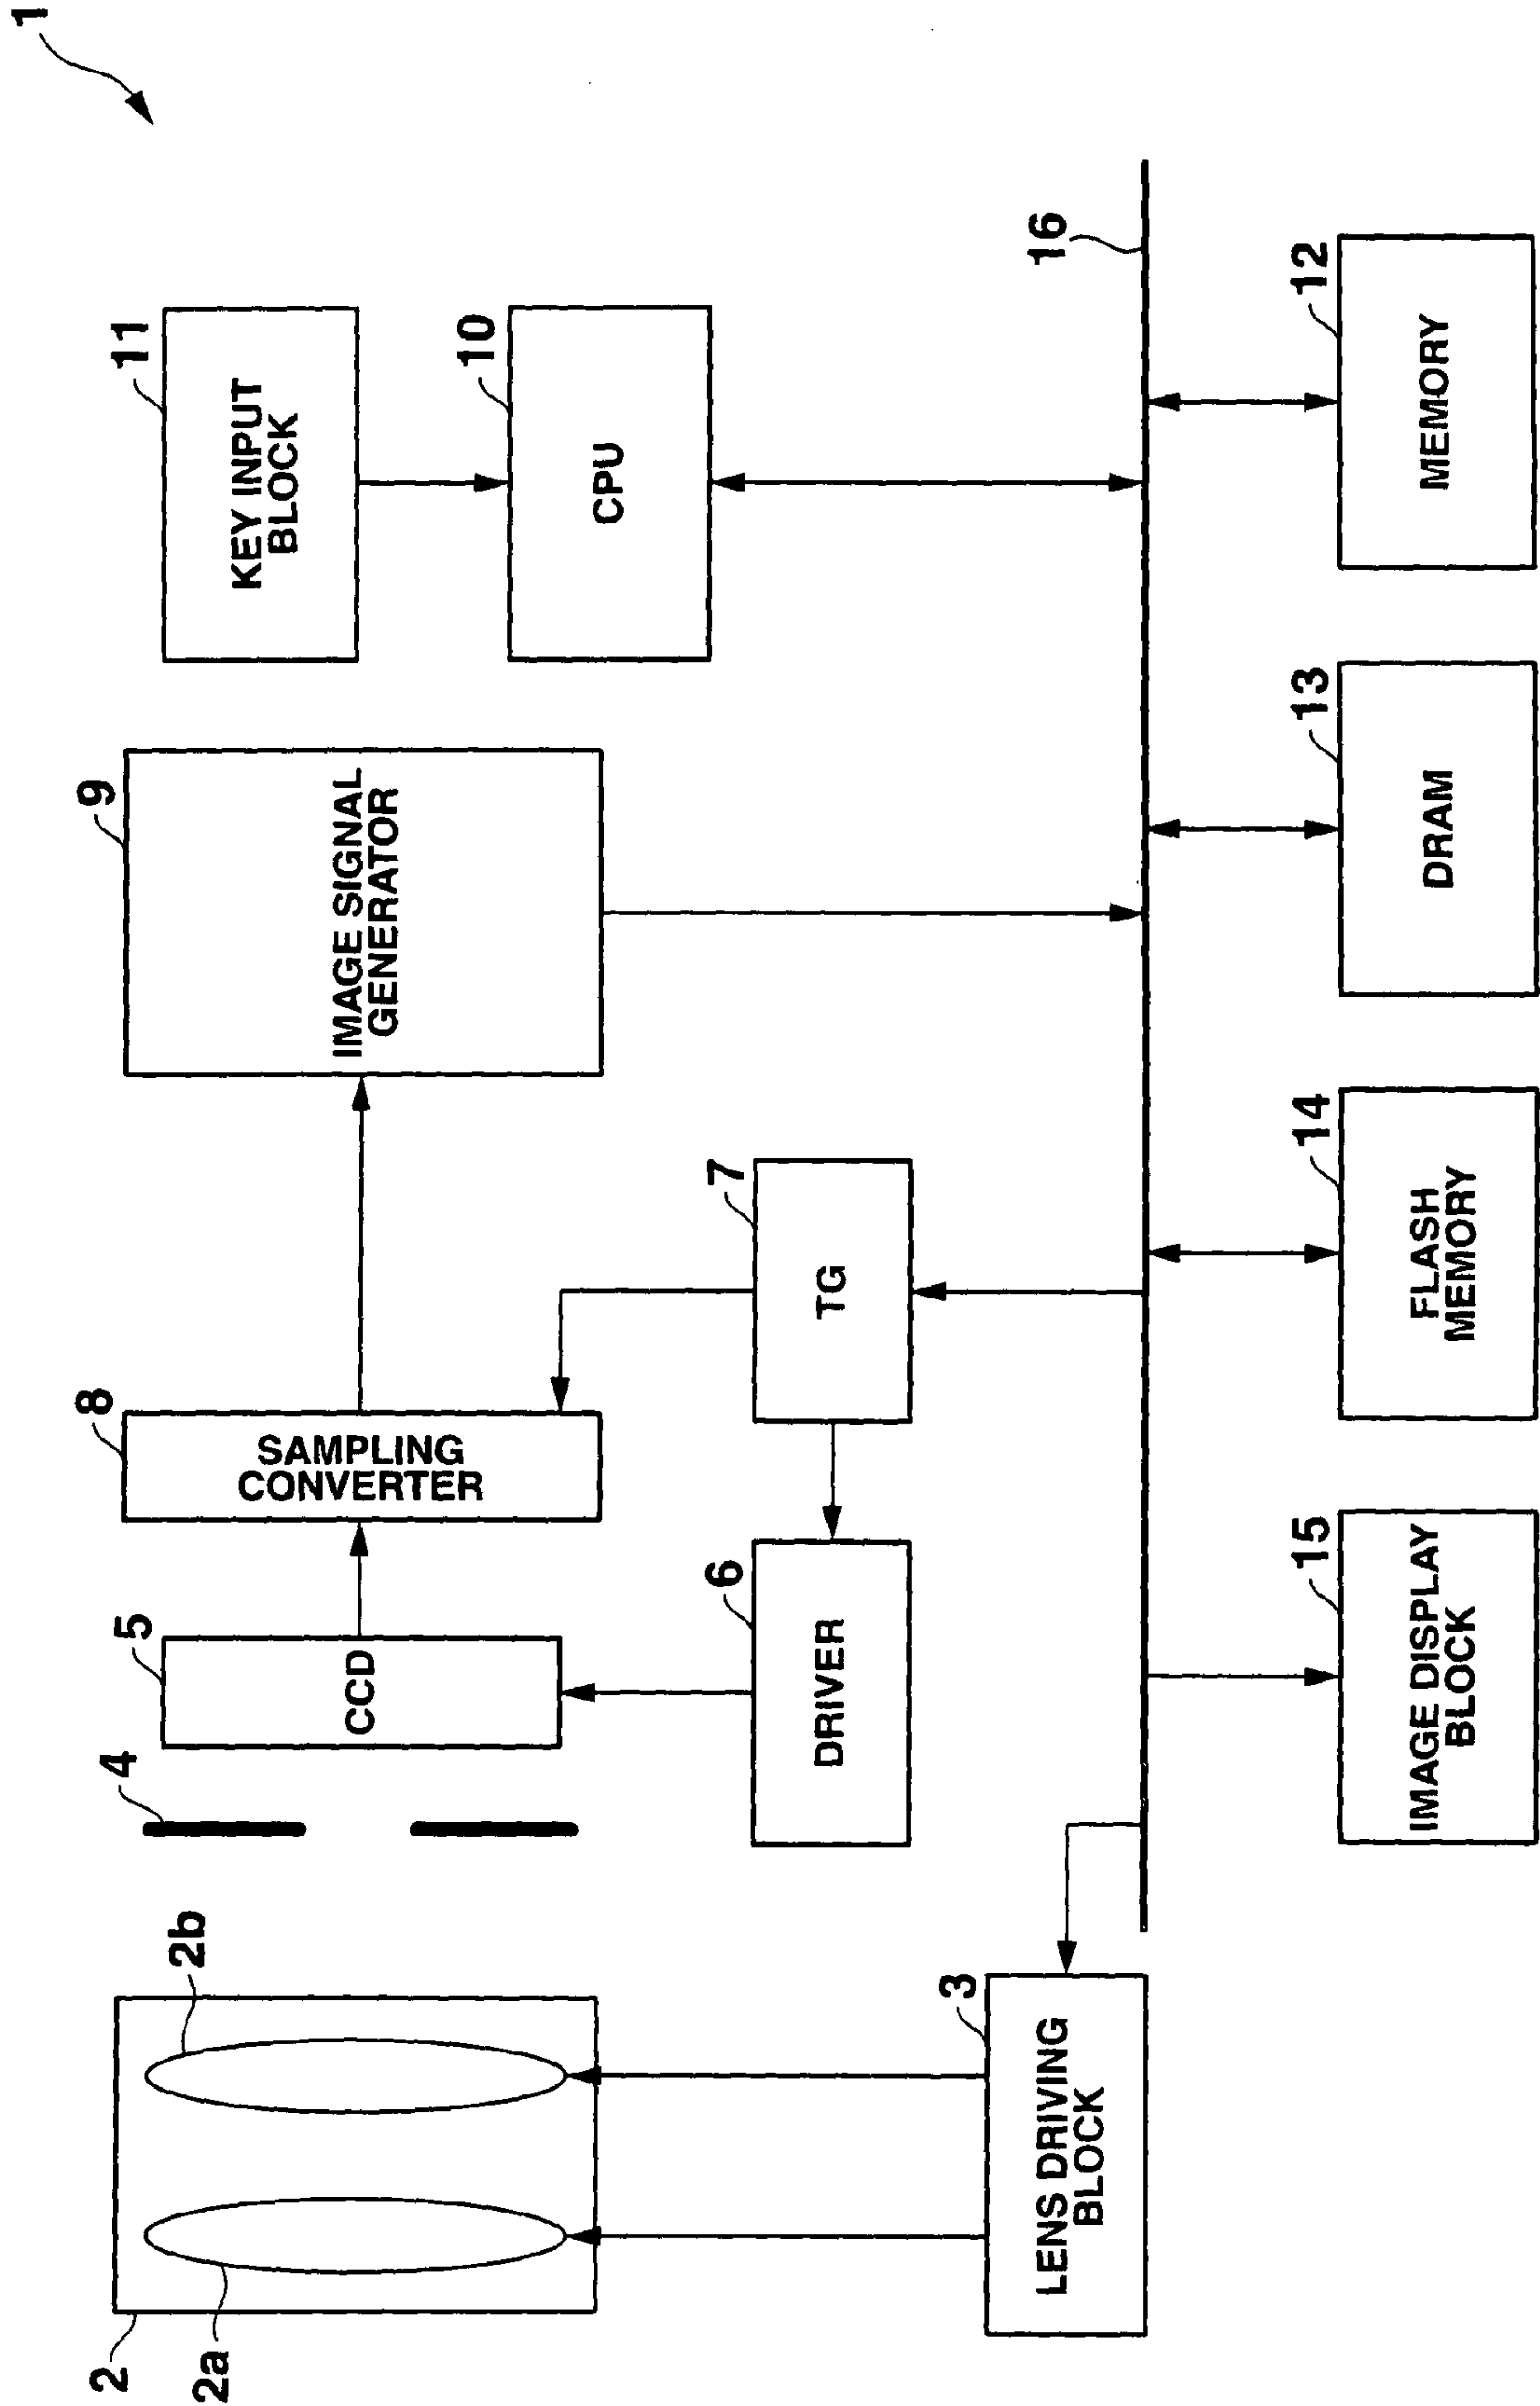 1
2
2a
2b
4
5
CCD
8
SAMPLING
CONVERTER
9
IMAGE SIGNAL
GENERATOR
11
KEY INPUT
BLOCK
10
CPU
6
DRIVER
7
TG
3
LENS DRIVING
BLOCK
16
15
IMAGE DISPLAY
BLOCK
14
FLASH
MEMORY
13
DRAM
12
MEMORY